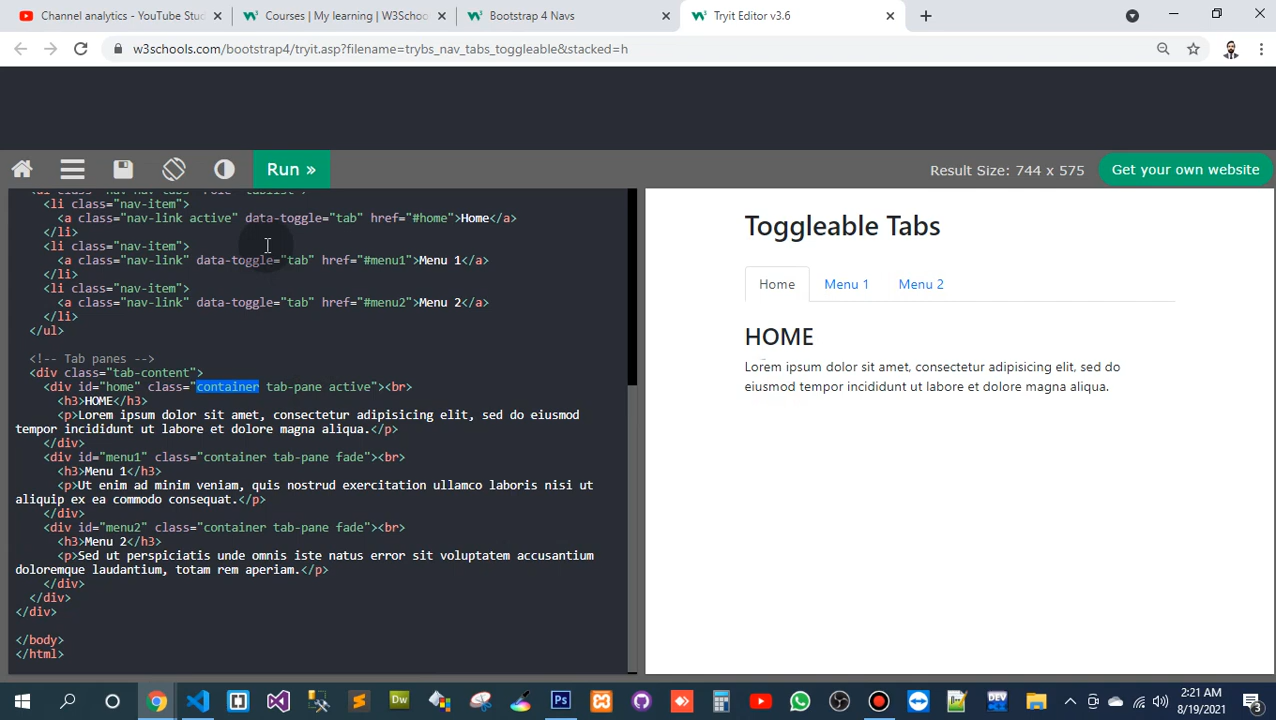 Channel analytics - YouTube Stud
Courses | My learning | W3Schoo
Bootstrap 4 Navs
Tryit Editor v3.6
w3schools.com/bootstrap4/tryit.asp?filename=trybs_nav_tabs_toggleable&stacked=h
Run »
Result Size: 744 x 575
Get your own website
<li class="nav-item">
<a class="nav-link active" data-toggle="tab" href="#home">Home</a>
</li>
<li class="nav-item">
<a class="nav-link" data-toggle="tab" href="#menu1">Menu 1</a>
</li>
<li class="nav-item">
<a class="nav-link" data-toggle="tab" href="#menu2">Menu 2</a>
</li>
</ul>
<!-- Tab panes -->
<div class="tab-content">
<div id="home" class="container tab-pane active"><br>
<h3>HOME</h3>
<p>Lorem ipsum dolor sit amet, consectetur adipisicing elit, sed do eiusmod
tempor incididunt ut labore et dolore magna aliqua.</p>
</div>
<div id="menu1" class="container tab-pane fade"><br>
<h3>Menu 1</h3>
<p>Ut enim ad minim veniam, quis nostrud exercitation ullamco laboris nisi ut
aliquip ex ea commodo consequat.</p>
</div>
<div id="menu2" class="container tab-pane fade"><br>
<h3>Menu 2</h3>
<p>Sed ut perspiciatis unde omnis iste natus error sit voluptatem accusantium
doloremque laudantium, totam rem aperiam.</p>
</div>
</div>
</div>
</body>
</html>
Toggleable Tabs
Home
Menu 1
Menu 2
HOME
Lorem ipsum dolor sit amet, consectetur adipisicing elit, sed do
eiusmod tempor incididunt ut labore et dolore magna aliqua.
Dw
Ps
DEV
2:21 AM
8/19/2021
3